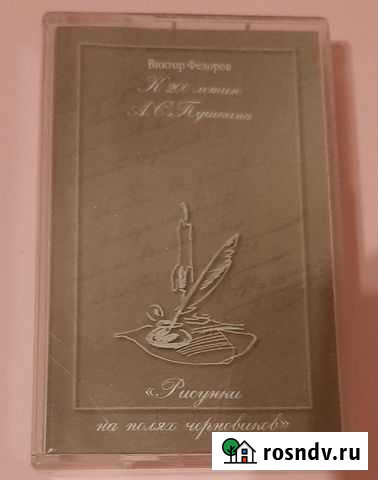 Виктор Федоров
К 200 летию
А.С.Пушкина
«Рисунки
на полях черновиков»
rosndv.ru